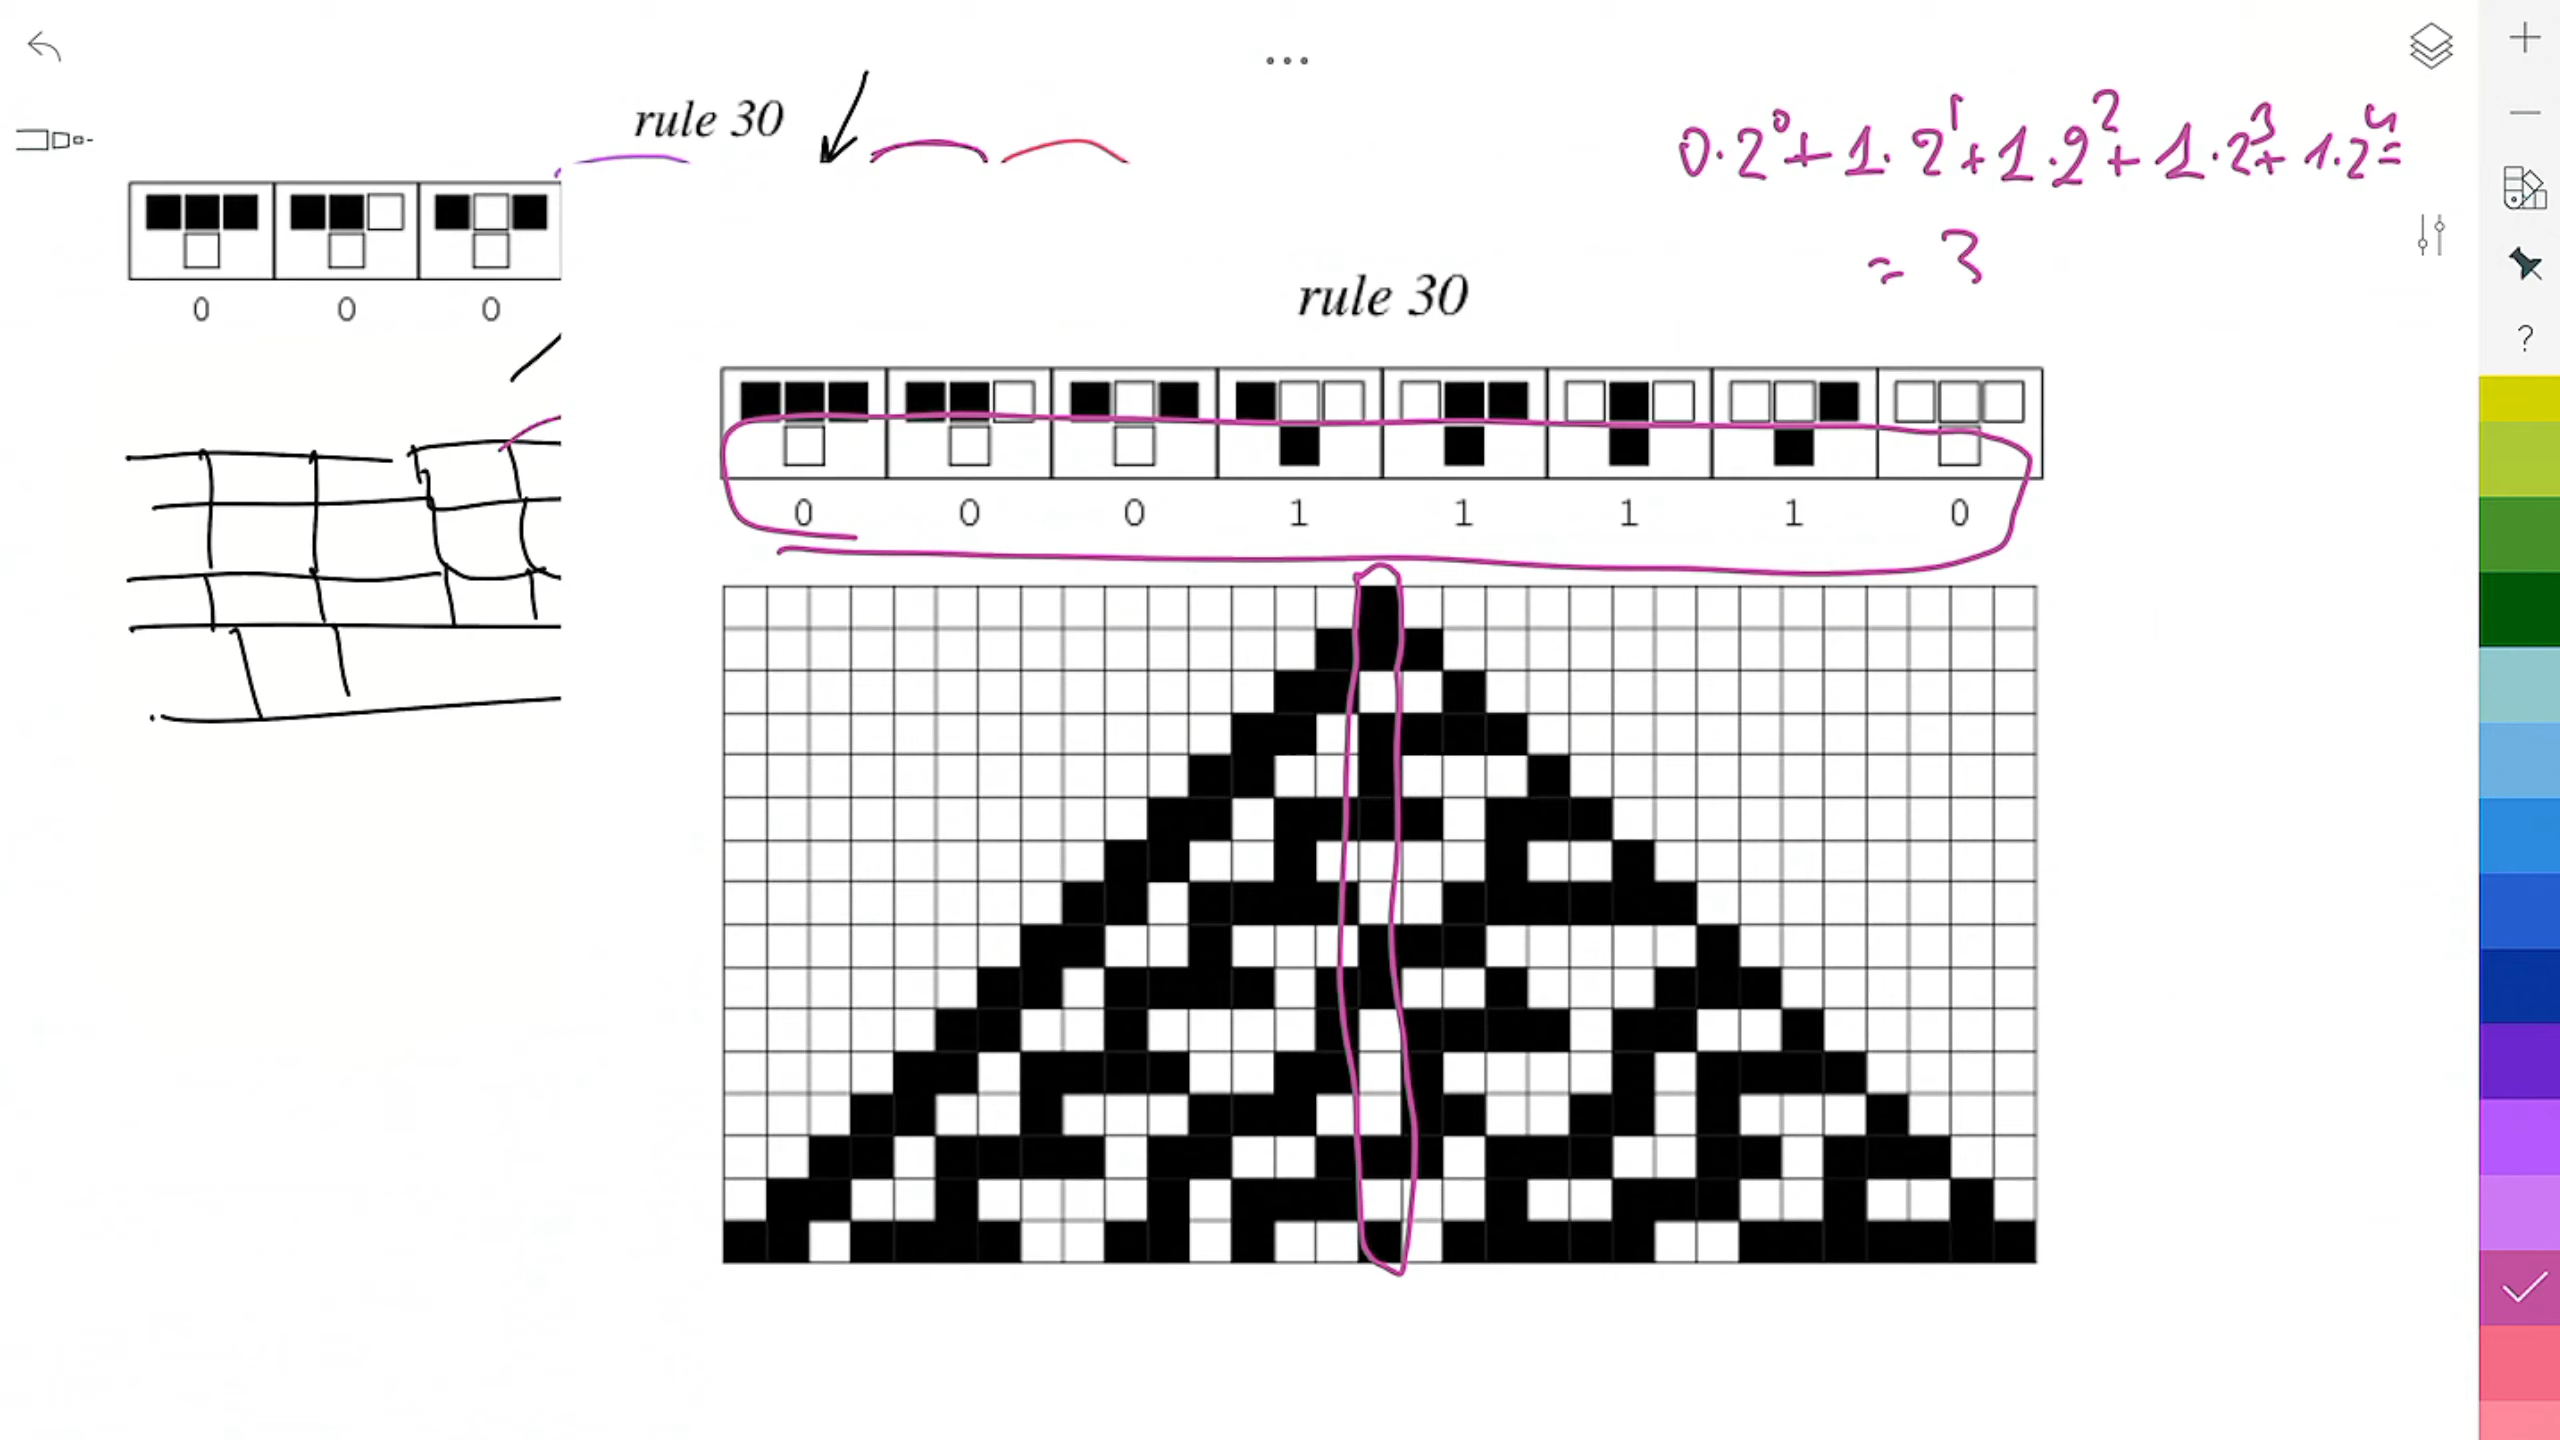 rule 30
0 0 0
0·2⁰+1·2¹+1·2²+1·2³+1·2⁴=
= 3
rule 30
0 0 0 1 1 1 1 0
?